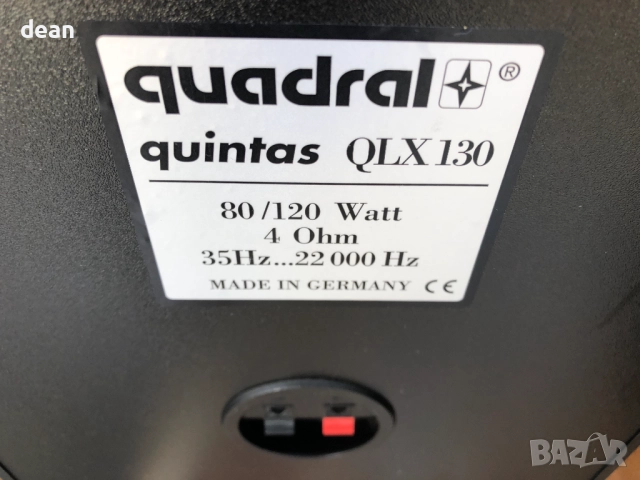 dean
quadral ®
quintas QLX 130
80/120 Watt
4 Ohm
35Hz...22 000 Hz
MADE IN GERMANY CE
BAZAR